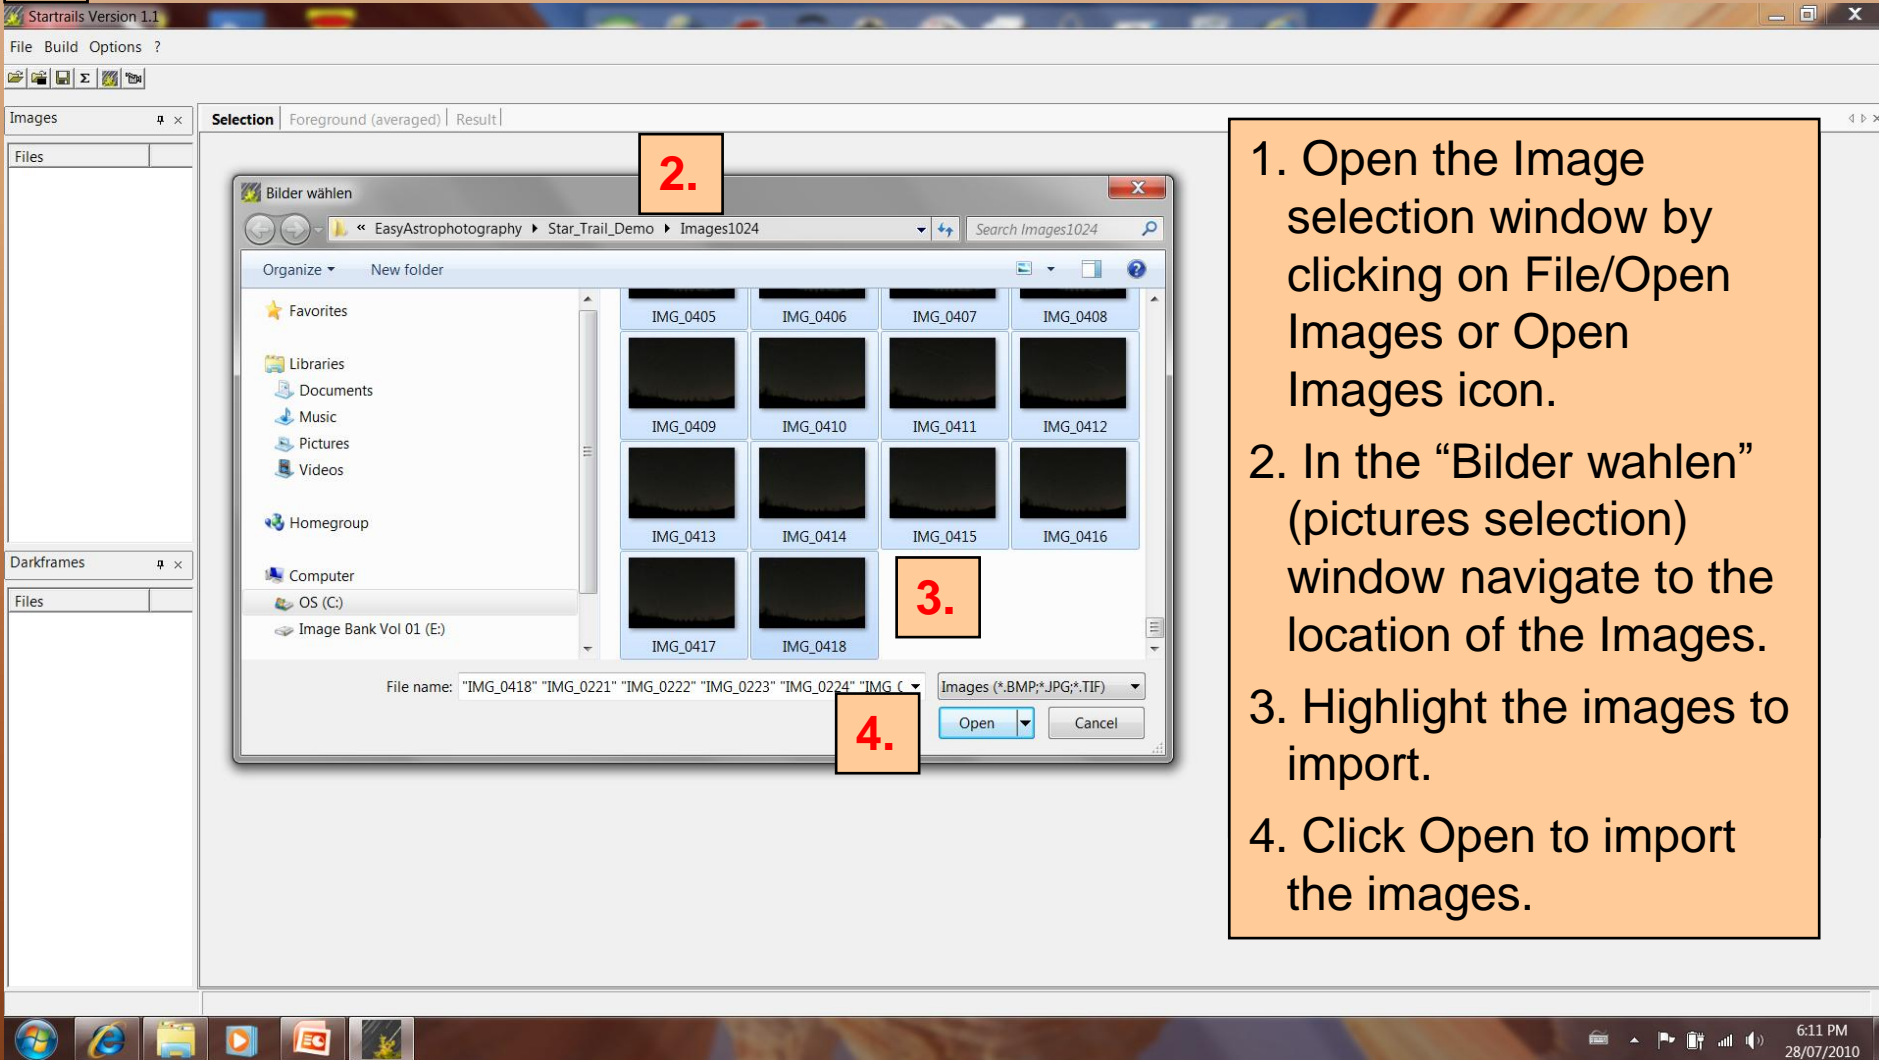 Startrails Version 1.1
File Build Options ?
Σ
Images
Selection Foreground (averaged) Result
Files
2.
Bilder wählen
« EasyAstrophotography Star_Trail_Demo Images1024
Search Images1024
Organize New folder
Favorites
Libraries
Documents
Music
Pictures
Videos
Homegroup
Computer
OS (C:)
Image Bank Vol 01 (E:)
IMG_0405 IMG_0406 IMG_0407 IMG_0408
IMG_0409 IMG_0410 IMG_0411 IMG_0412
IMG_0413 IMG_0414 IMG_0415 IMG_0416
IMG_0417 IMG_0418
3.
File name: "IMG_0418" "IMG_0221" "IMG_0222" "IMG_0223" "IMG_0224" "IMG_0
Images (*.BMP;*.JPG;*.TIF)
4.
Open Cancel
Darkframes
Files
1. Open the Image
selection window by
clicking on File/Open
Images or Open
Images icon.
2. In the “Bilder wahlen”
(pictures selection)
window navigate to the
location of the Images.
3. Highlight the images to
import.
4. Click Open to import
the images.
6:11 PM
28/07/2010